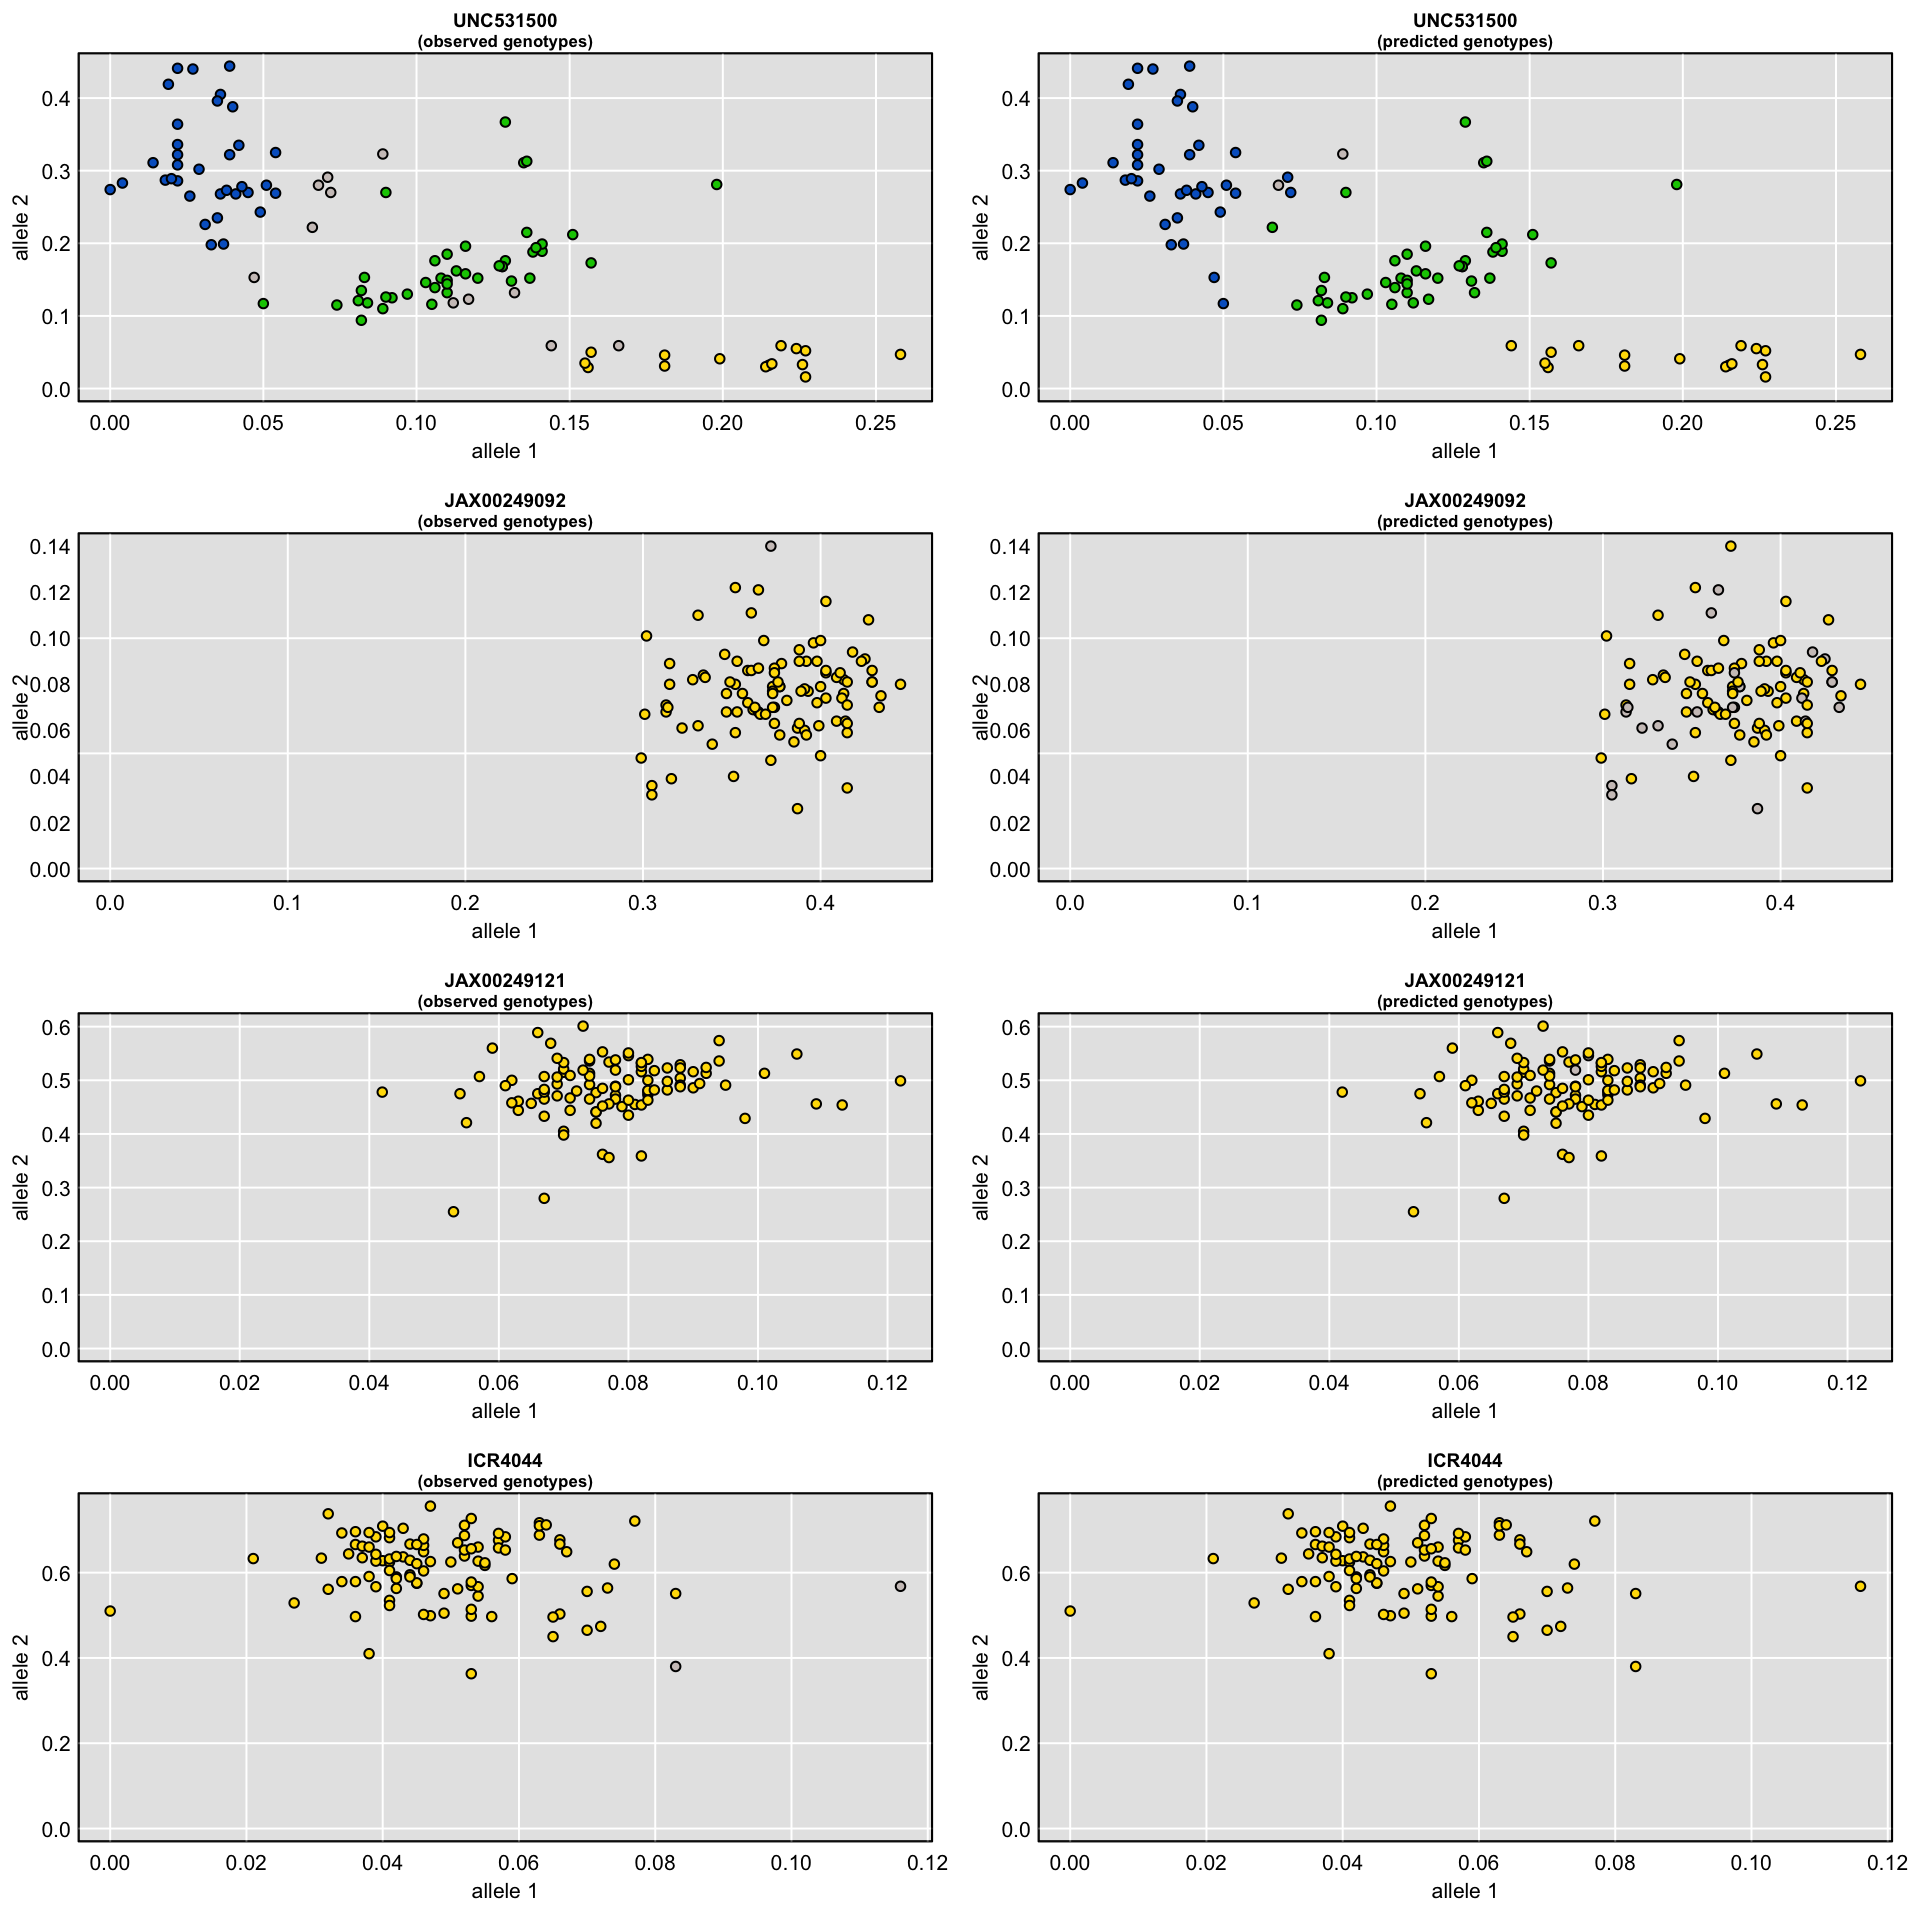 UNC531500
(observed genotypes)
allele 2
0.4
0.3
0.2
0.1
0.0
0.00 0.05 0.10 0.15 0.20 0.25
allele 1
UNC531500
(predicted genotypes)
allele 2
0.4
0.3
0.2
0.1
0.0
0.00 0.05 0.10 0.15 0.20 0.25
allele 1
JAX00249092
(observed genotypes)
allele 2
0.14
0.12
0.10
0.08
0.06
0.04
0.02
0.00
0.0 0.1 0.2 0.3 0.4
allele 1
JAX00249092
(predicted genotypes)
allele 2
0.14
0.12
0.10
0.08
0.06
0.04
0.02
0.00
0.0 0.1 0.2 0.3 0.4
allele 1
JAX00249121
(observed genotypes)
allele 2
0.6
0.5
0.4
0.3
0.2
0.1
0.0
0.00 0.02 0.04 0.06 0.08 0.10 0.12
allele 1
JAX00249121
(predicted genotypes)
allele 2
0.6
0.5
0.4
0.3
0.2
0.1
0.0
0.00 0.02 0.04 0.06 0.08 0.10 0.12
allele 1
ICR4044
(observed genotypes)
allele 2
0.6
0.4
0.2
0.0
0.00 0.02 0.04 0.06 0.08 0.10 0.12
allele 1
ICR4044
(predicted genotypes)
allele 2
0.6
0.4
0.2
0.0
0.00 0.02 0.04 0.06 0.08 0.10 0.12
allele 1